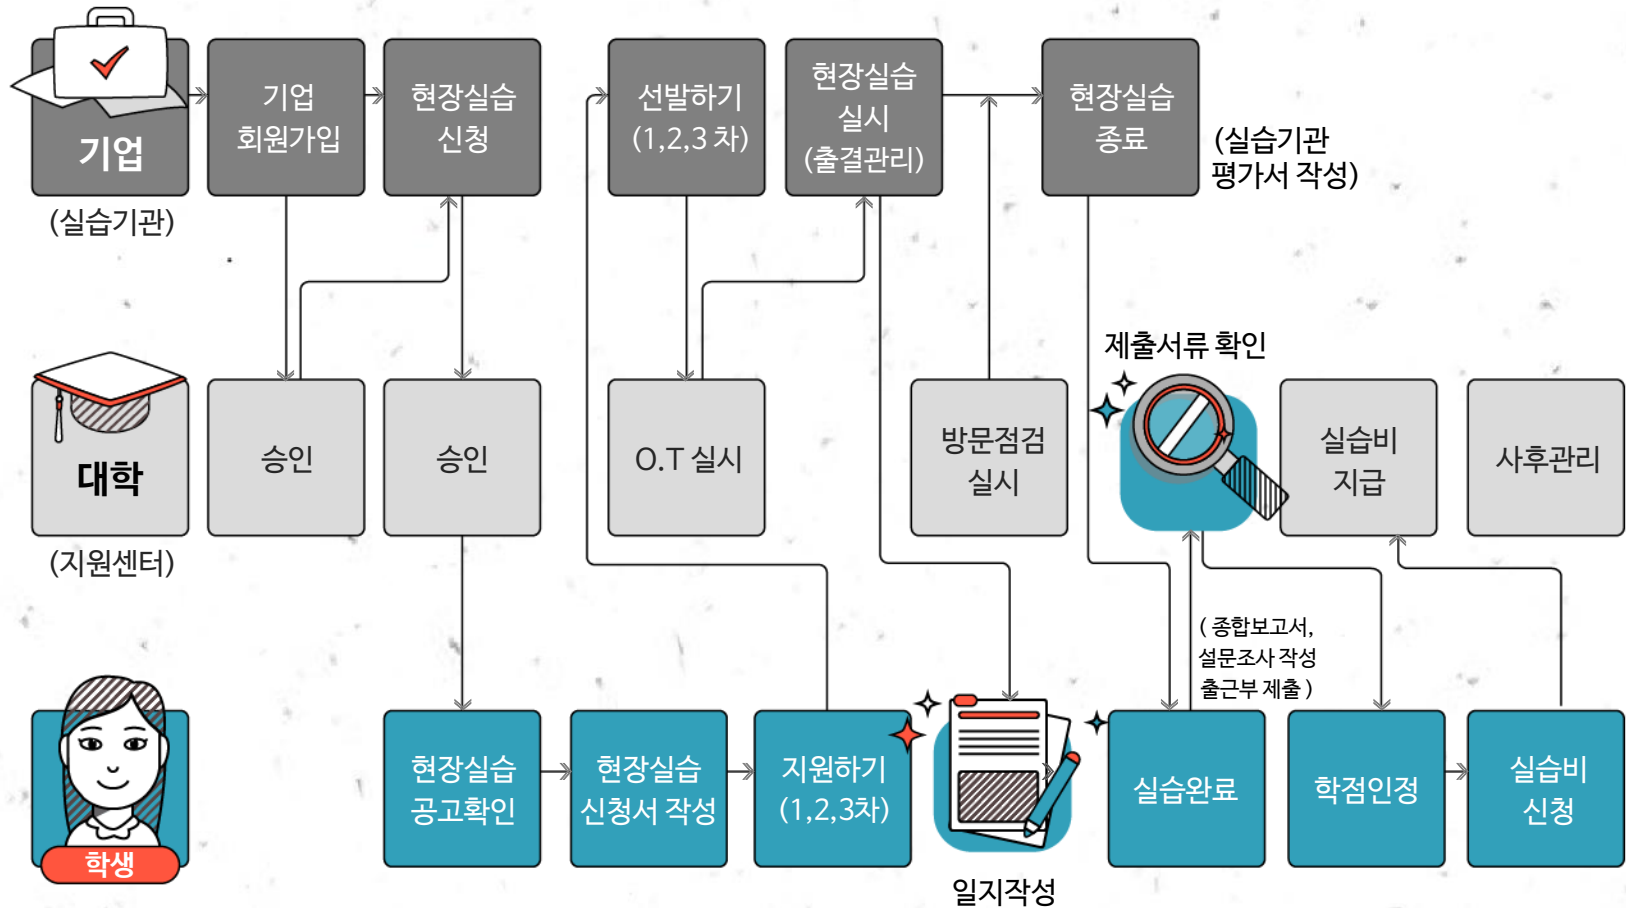 기업
(실습기관)
기업
회원가입
현장실습
신청
선발하기
(1,2,3 차)
현장실습
실시
(출결관리)
현장실습
종료
(실습기관
평가서 작성)
대학
(지원센터)
승인
승인
O.T 실시
방문점검
실시
제출서류 확인
실습비
지급
사후관리
( 종합보고서,
설문조사 작성
출근부 제출 )
학생
현장실습
공고확인
현장실습
신청서 작성
지원하기
(1,2,3차)
일지작성
실습완료
학점인정
실습비
신청